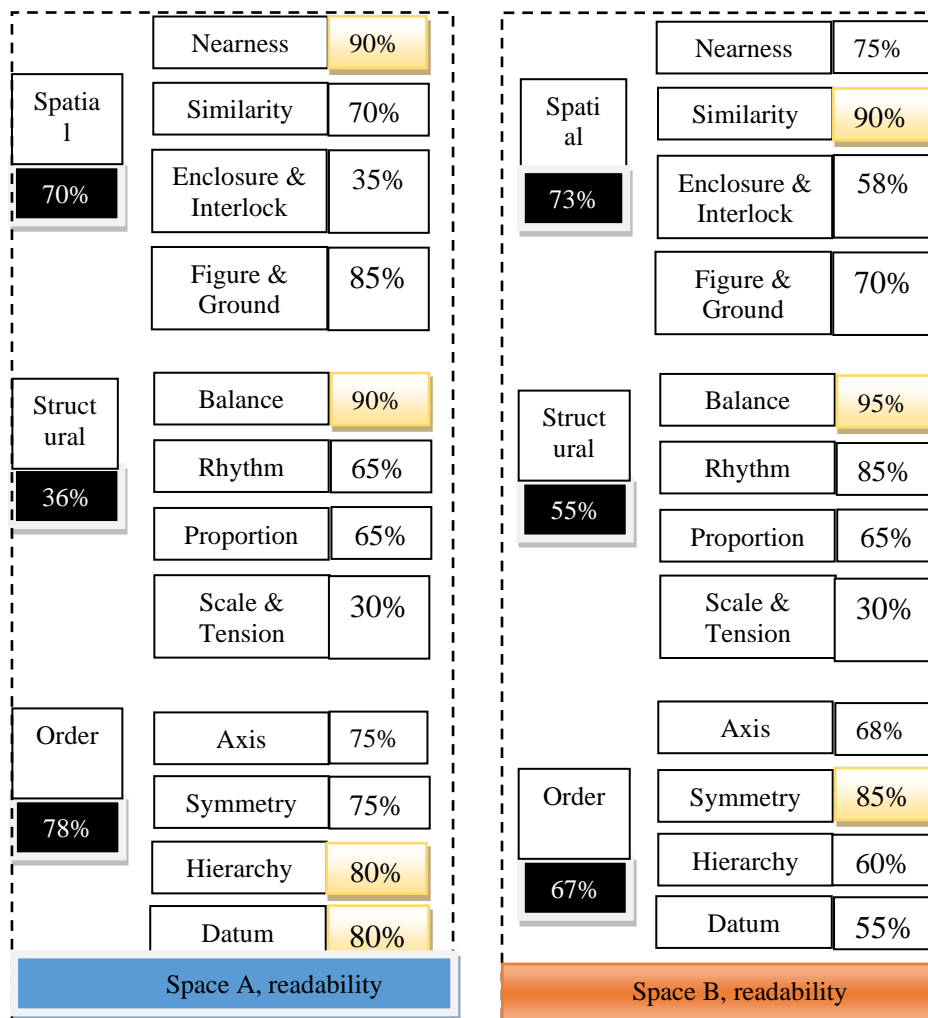 Nearness 90%
Spatia
l
70%
Similarity 70%
Enclosure & 35%
Interlock
Figure & 85%
Ground
Struct
ural
36%
Balance 90%
Rhythm 65%
Proportion 65%
Scale & 30%
Tension
Order
78%
Axis 75%
Symmetry 75%
Hierarchy 80%
Datum 80%
Space A, readability
Nearness 75%
Spati
al
73%
Similarity 90%
Enclosure & 58%
Interlock
Figure & 70%
Ground
Struct
ural
55%
Balance 95%
Rhythm 85%
Proportion 65%
Scale & 30%
Tension
Axis 68%
Order
67%
Symmetry 85%
Hierarchy 60%
Datum 55%
Space B, readability